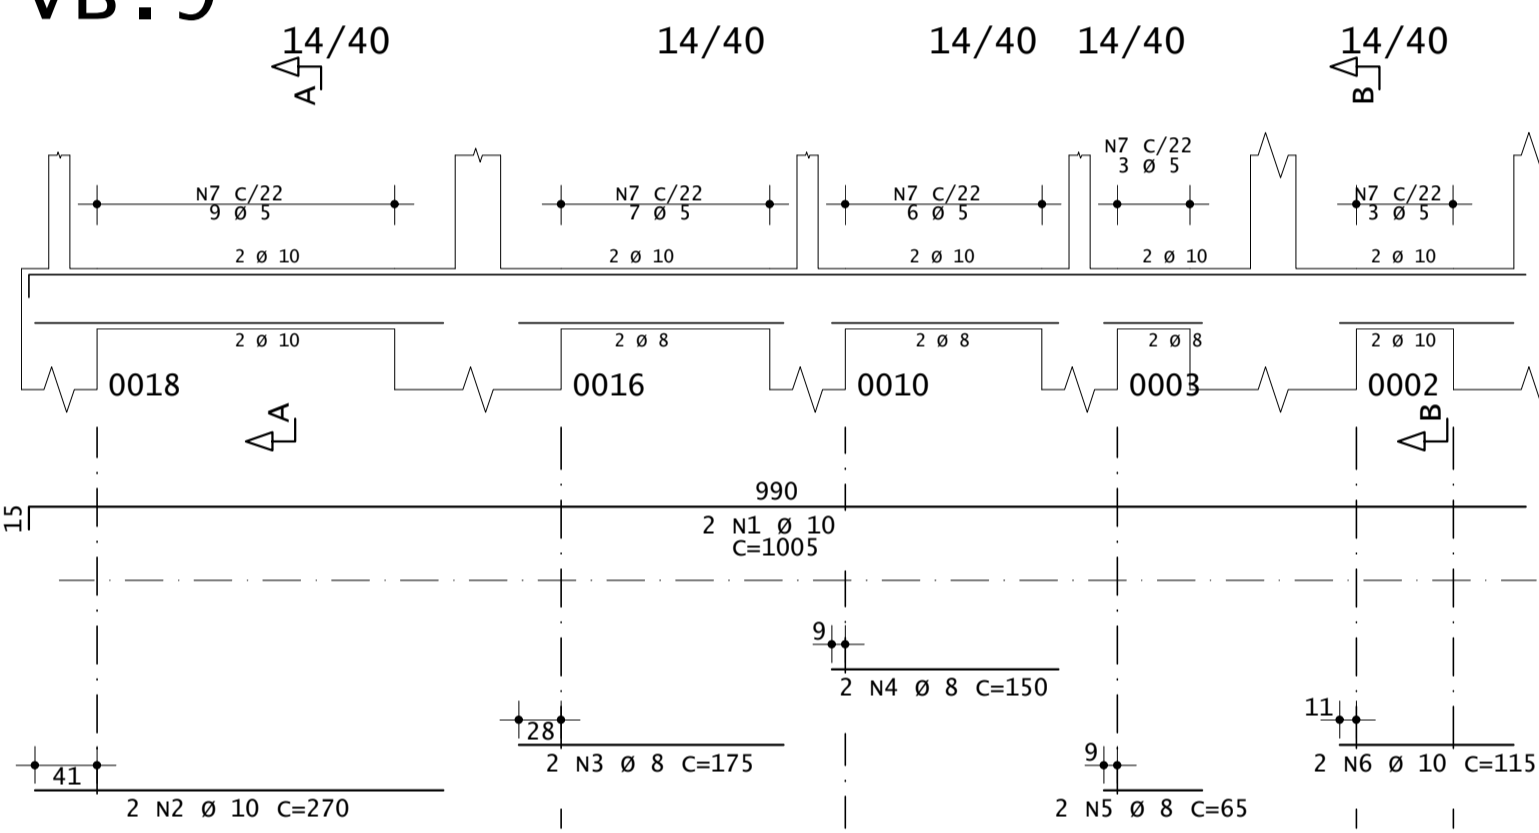 VB.9
14/40 14/40 14/40 14/40 14/40
A B
N7 C/22
3 Ø 5
N7 C/22 N7 C/22 N7 C/22 N7 C/22
9 Ø 5 7 Ø 5 6 Ø 5 3 Ø 5
2 Ø 10 2 Ø 10 2 Ø 10 2 Ø 10 2 Ø 10
2 Ø 10 2 Ø 8 2 Ø 8 2 Ø 8 2 Ø 10
0018 0016 0010 0003 0002
A B
990
15
2 N1 Ø 10
C=1005
9
2 N4 Ø 8 C=150
11
28
9
2 N3 Ø 8 C=175
2 N6 Ø 10 C=115
41
2 N2 Ø 10 C=270
2 N5 Ø 8 C=65